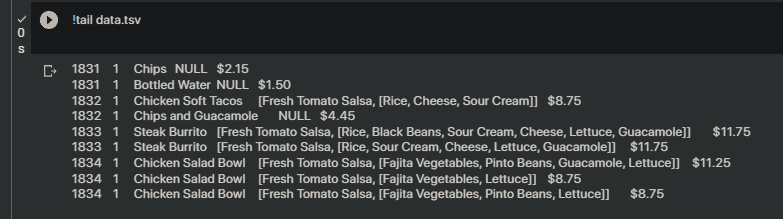 !tail data.tsv
0
s
1831 1 Chips NULL $2.15
1831 1 Bottled Water NULL $1.50
1832 1 Chicken Soft Tacos [Fresh Tomato Salsa, [Rice, Cheese, Sour Cream]] $8.75
1832 1 Chips and Guacamole NULL $4.45
1833 1 Steak Burrito [Fresh Tomato Salsa, [Rice, Black Beans, Sour Cream, Cheese, Lettuce, Guacamole]] $11.75
1833 1 Steak Burrito [Fresh Tomato Salsa, [Rice, Sour Cream, Cheese, Lettuce, Guacamole]] $11.75
1834 1 Chicken Salad Bowl [Fresh Tomato Salsa, [Fajita Vegetables, Pinto Beans, Guacamole, Lettuce]] $11.25
1834 1 Chicken Salad Bowl [Fresh Tomato Salsa, [Fajita Vegetables, Lettuce]] $8.75
1834 1 Chicken Salad Bowl [Fresh Tomato Salsa, [Fajita Vegetables, Pinto Beans, Lettuce]] $8.75